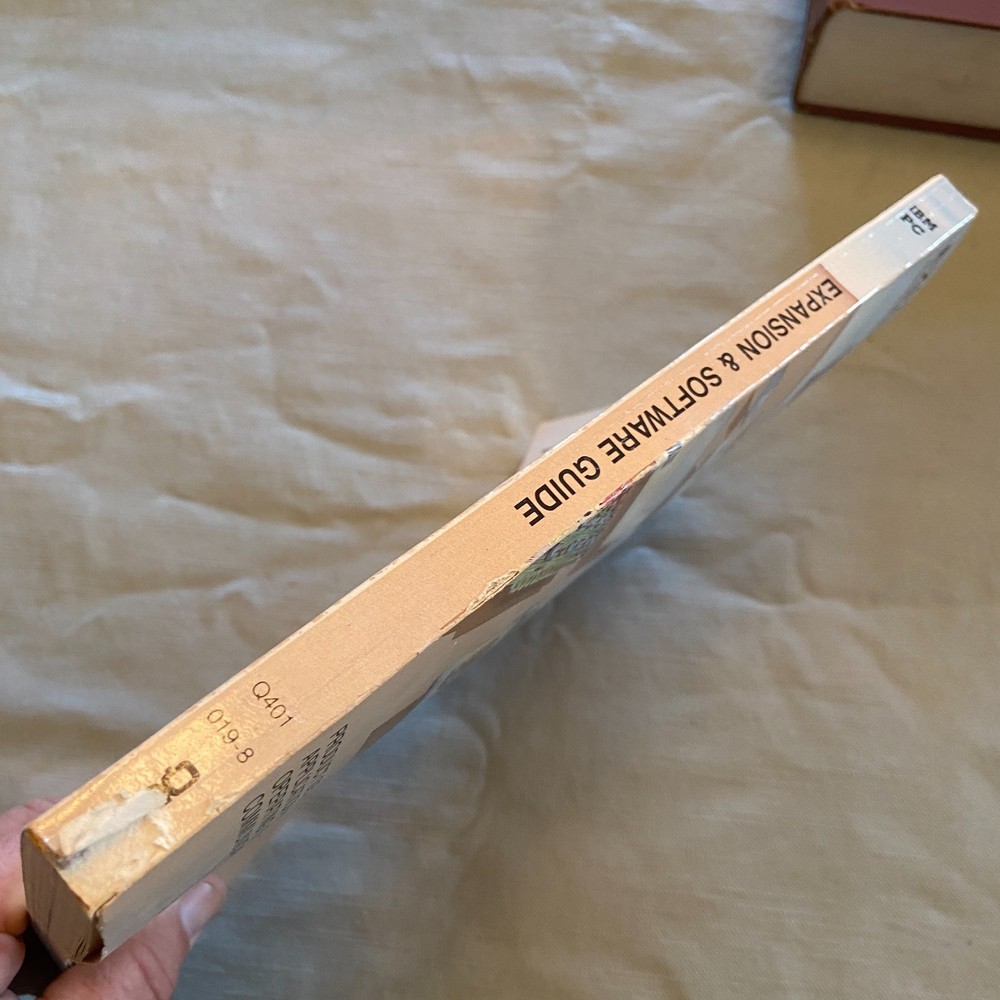 IBM
PC
EXPANSION & SOFTWARE GUIDE
Q401
019-8
Q